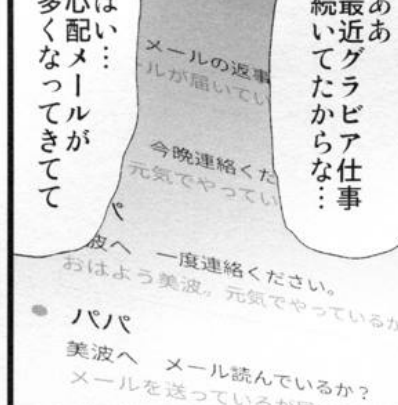 ああ
最近グラビア仕事
続いてたからな…
はい…
心配メールが
多くなってきてて
メールの返事
ルが届いてい
今晩連絡くだ
元気でやってい
パ
波へ 一度連絡ください。
おはよう美波。元気でやっているか
パパ
美波へ メール読んでいるか？
メールを送っているが